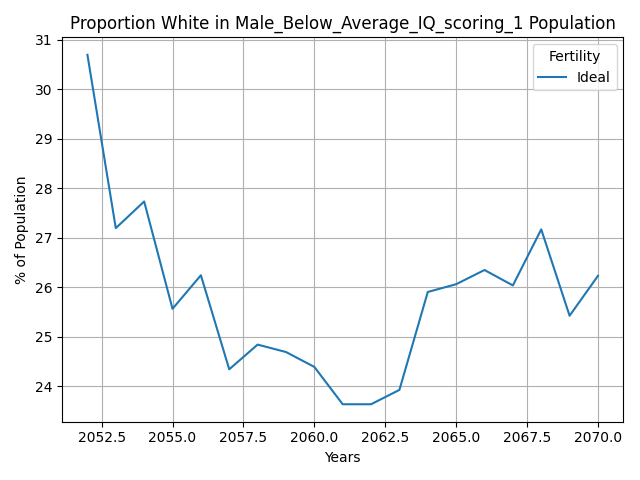 Proportion White in Male_Below_Average_IQ_scoring_1 Population
Fertility
Ideal
% of Population
31
30
29
28
27
26
25
24
2052.5 2055.0 2057.5 2060.0 2062.5 2065.0 2067.5 2070.0
Years